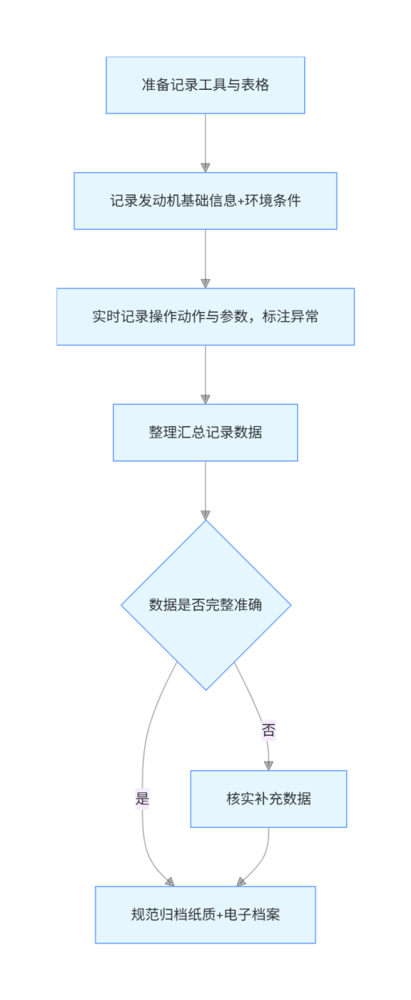 准备记录工具与表格
记录发动机基础信息+环境条件
实时记录操作动作与参数，标注异常
整理汇总记录数据
数据是否完整准确
否
是
核实补充数据
规范归档纸质+电子档案